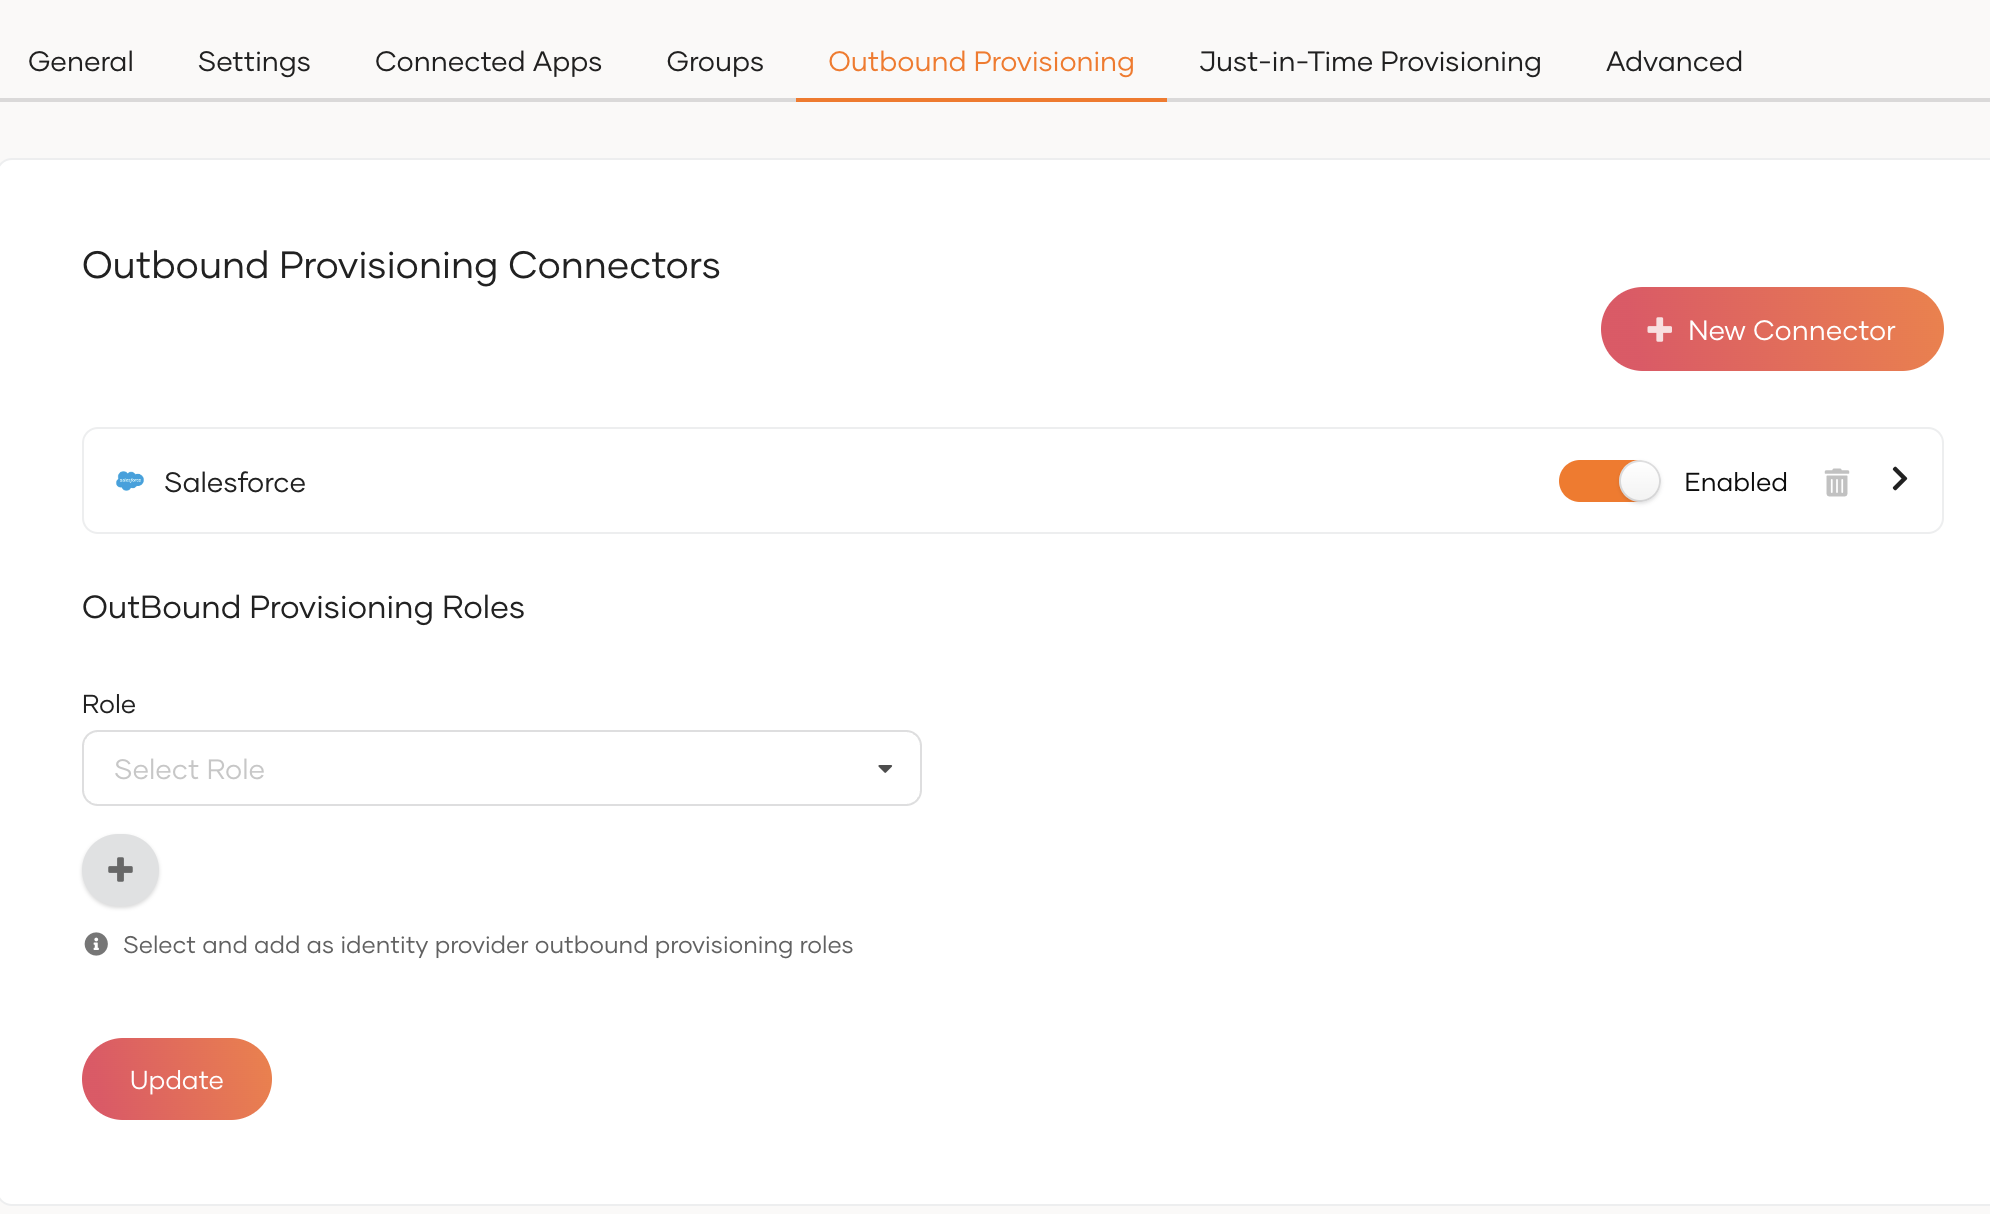 General Settings Connected Apps Groups Outbound Provisioning Just-in-Time Provisioning Advanced
Outbound Provisioning Connectors
New Connector
salesforce Salesforce Enabled
OutBound Provisioning Roles
Role
Select Role
Select and add as identity provider outbound provisioning roles
Update